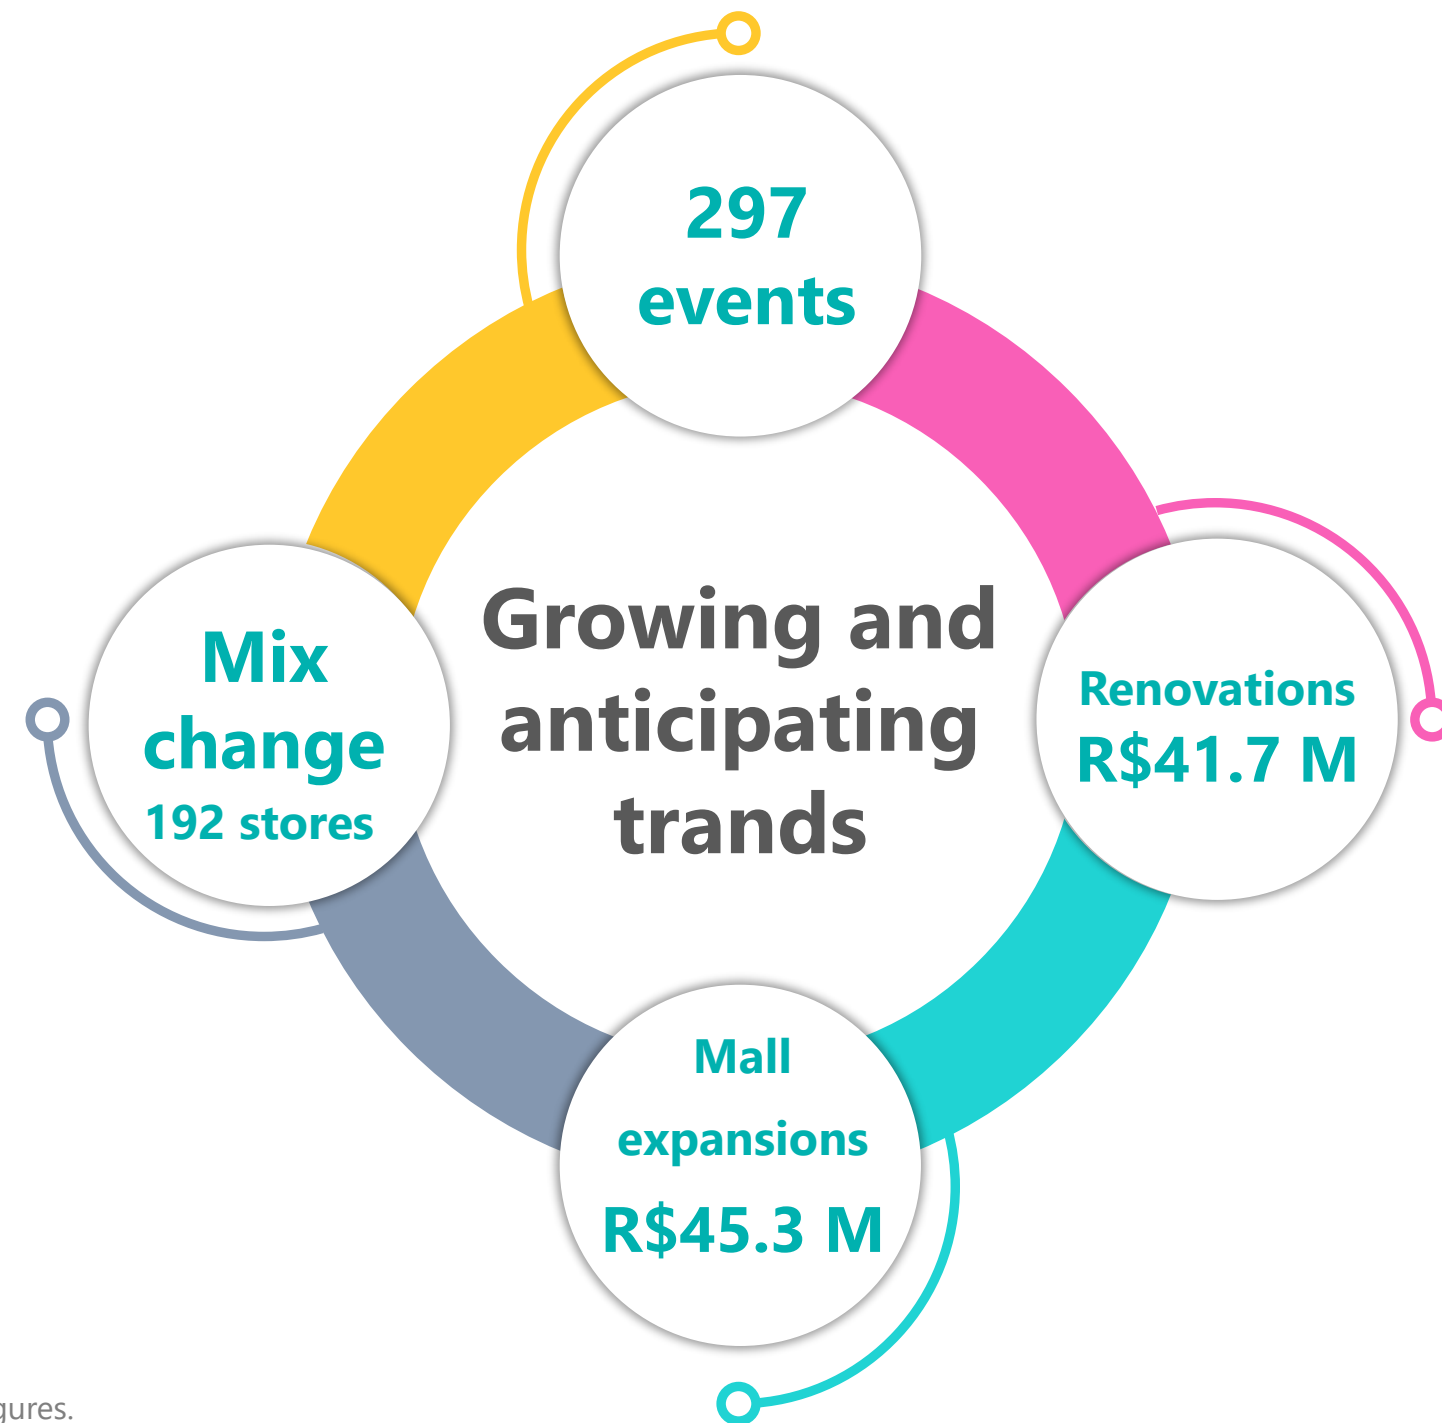 297
events
Growing and
anticipating
trands
Mix
change
192 stores
Renovations
R$41.7 M
Mall
expansions
R$45.3 M